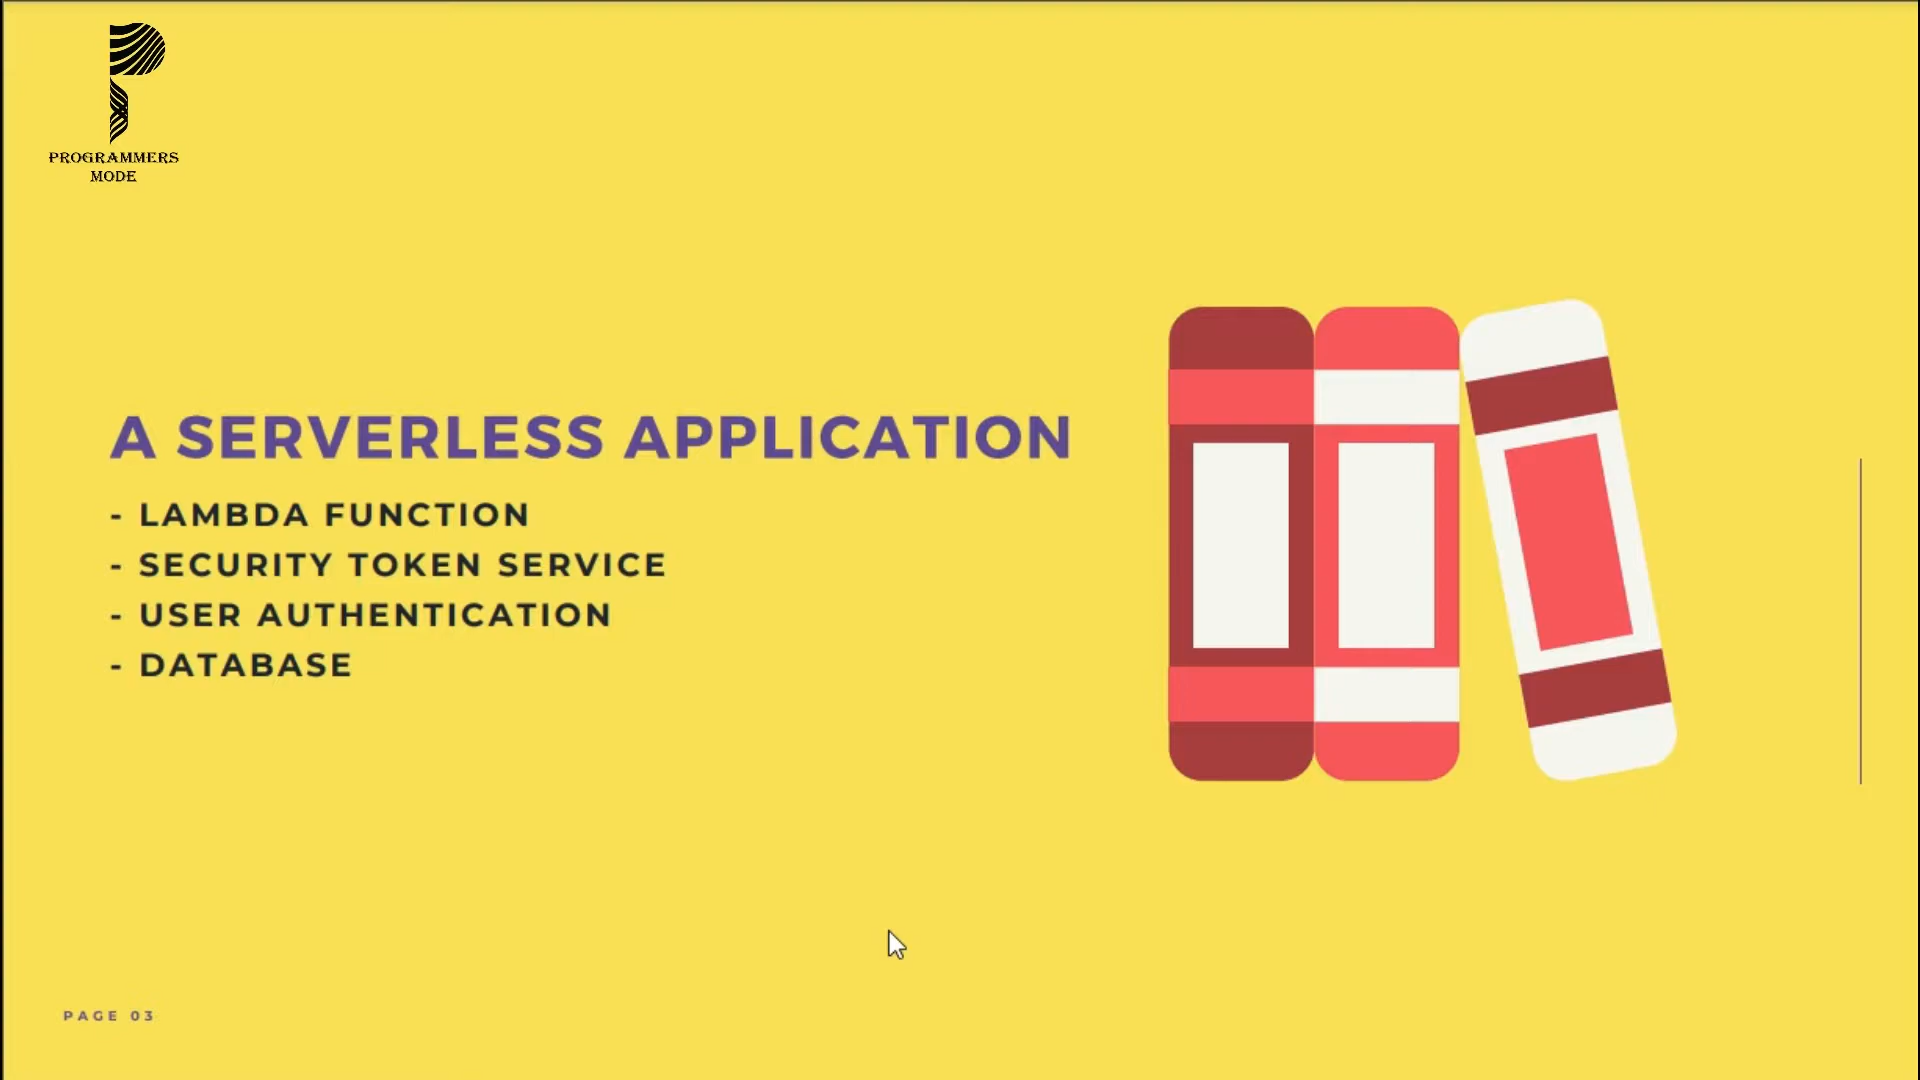 PROGRAMMERS
MODE
A SERVERLESS APPLICATION
- LAMBDA FUNCTION
- SECURITY TOKEN SERVICE
- USER AUTHENTICATION
- DATABASE
PAGE 03